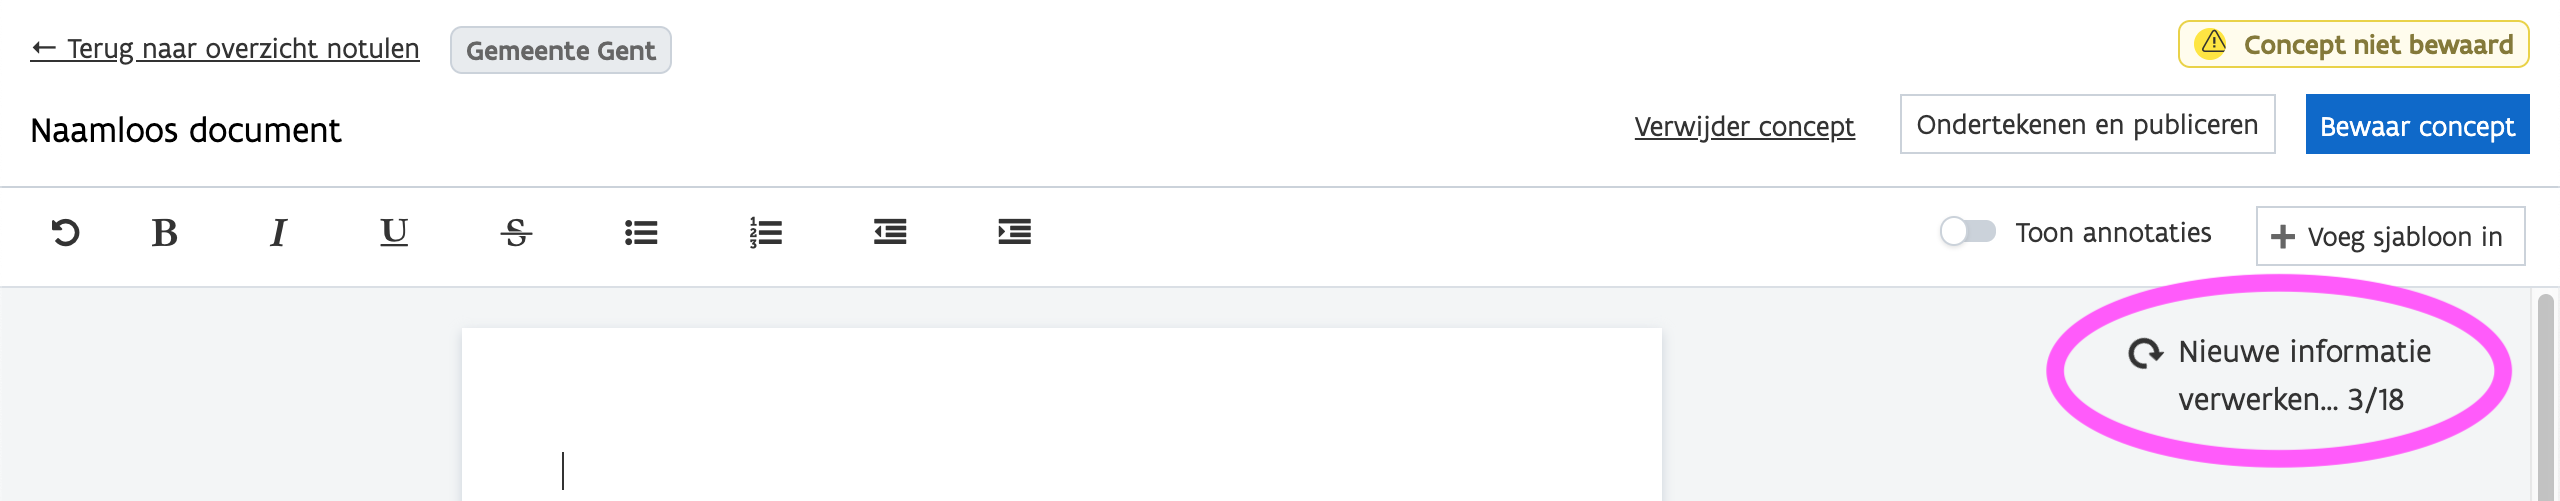 ← Terug naar overzicht notulen
Gemeente Gent
Concept niet bewaard
Naamloos document
Verwijder concept
Ondertekenen en publiceren
Bewaar concept
B I U S
Toon annotaties
+ Voeg sjabloon in
Nieuwe informatie
verwerken... 3/18